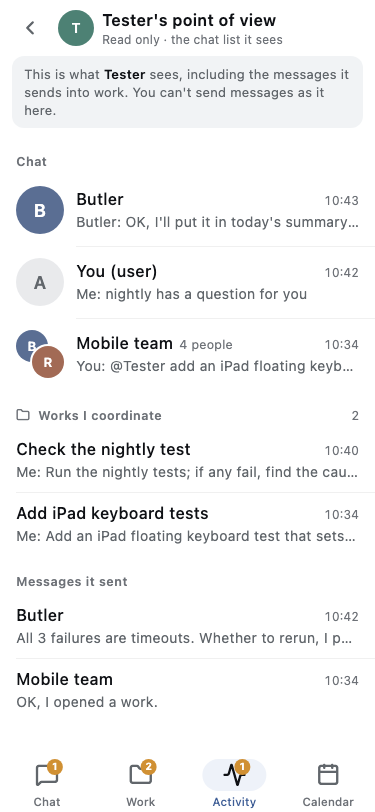 T
Tester's point of view
Read only · the chat list it sees
This is what Tester sees, including the messages it
sends into work. You can't send messages as it
here.
Chat
B
Butler
10:43
Butler: OK, I'll put it in today's summary…
A
You (user)
10:42
Me: nightly has a question for you
B
R
Mobile team 4 people
10:34
You: @Tester add an iPad floating keyb…
Works I coordinate
2
Check the nightly test
10:40
Me: Run the nightly tests; if any fail, find the cau…
Add iPad keyboard tests
10:34
Me: Add an iPad floating keyboard test that sets…
Messages it sent
Butler
10:42
All 3 failures are timeouts. Whether to rerun, I p…
Mobile team
10:34
OK, I opened a work.
1
2
1
Chat
Work
Activity
Calendar